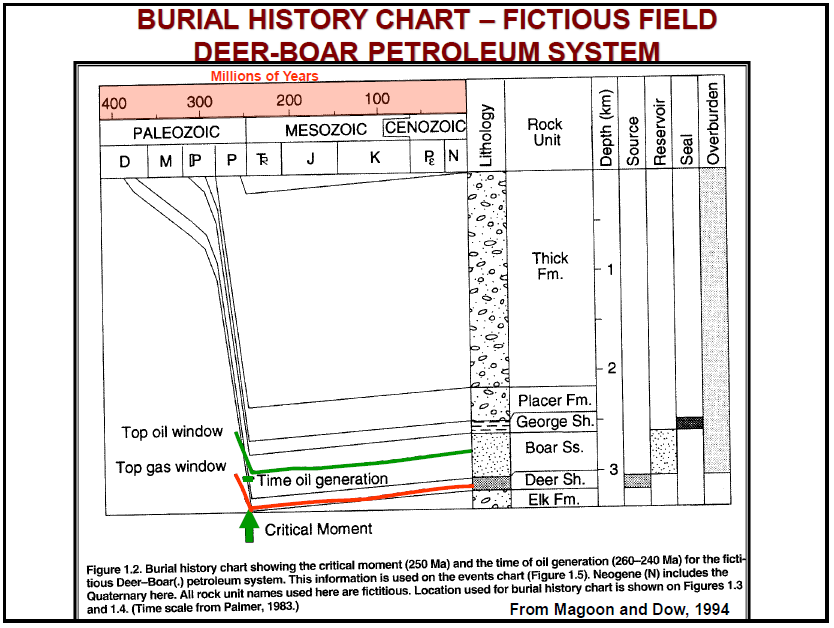 BURIAL HISTORY CHART – FICTIOUS FIELD
DEER-BOAR PETROLEUM SYSTEM
Millions of Years
400 300 200 100
PALEOZOIC MESOZOIC CENOZOIC
D M ℙ P TR J K Pε N
Lithology
Rock
Unit
Depth (km)
Source
Reservoir
Seal
Overburden
Thick
Fm.
1
2
Placer Fm.
George Sh.
Boar Ss.
3
Deer Sh.
Elk Fm.
Top oil window
Top gas window
Time oil generation
Critical Moment
Figure 1.2. Burial history chart showing the critical moment (250 Ma) and the time of oil generation (260–240 Ma) for the ficti-
tious Deer–Boar(.) petroleum system. This information is used on the events chart (Figure 1.5). Neogene (N) includes the
Quaternary here. All rock unit names used here are fictitious. Location used for burial history chart is shown on Figures 1.3
and 1.4. (Time scale from Palmer, 1983.)
From Magoon and Dow, 1994